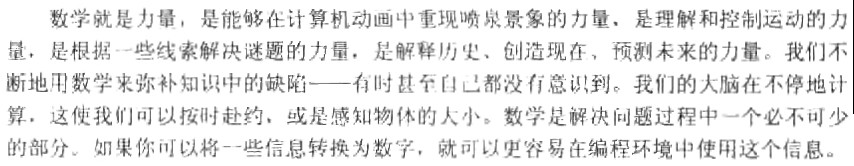 数学就是力量，是能够在计算机动画中重现喷泉景象的力量，是理解和控制运动的力
量，是根据一些线索解决谜题的力量，是解释历史、创造现在、预测未来的力量。我们不
断地用数学来弥补知识中的缺陷——有时甚至自己都没有意识到。我们的大脑在不停地计
算，这使我们可以按时赴约，或是感知物体的大小。数学是解决问题过程中一个必不可少
的部分。如果你可以将一些信息转换为数字，就可以更容易在编程环境中使用这个信息。